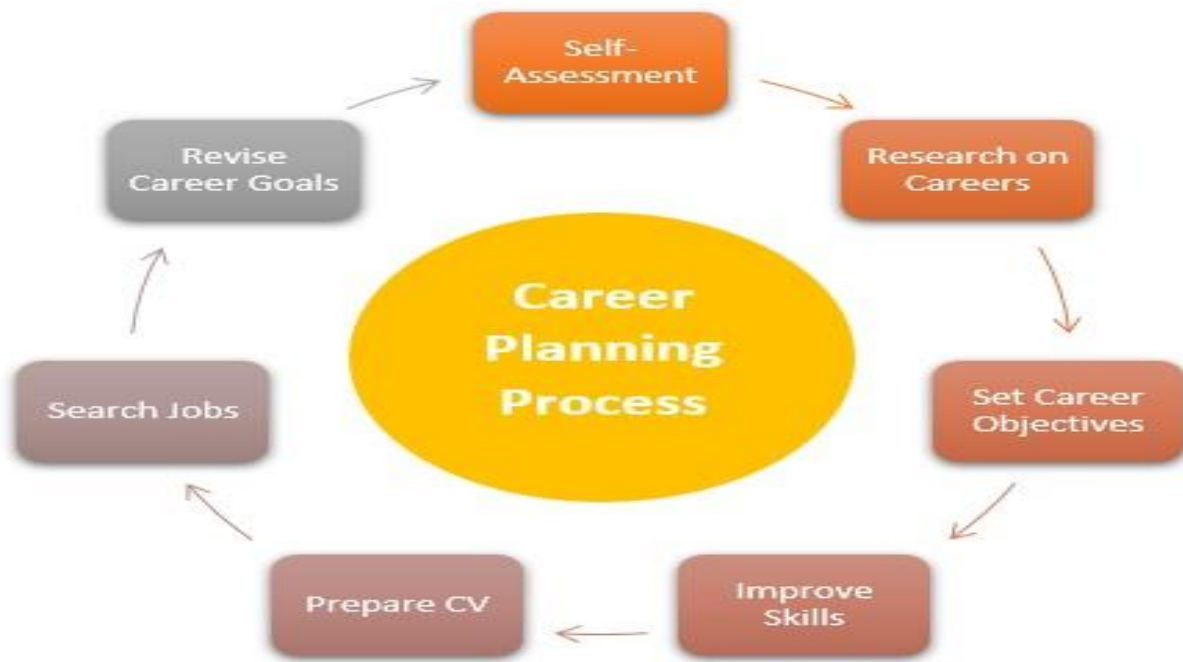 Self-
Assessment
Research on
Careers
Set Career
Objectives
Improve
Skills
Prepare CV
Search Jobs
Revise
Career Goals
Career
Planning
Process